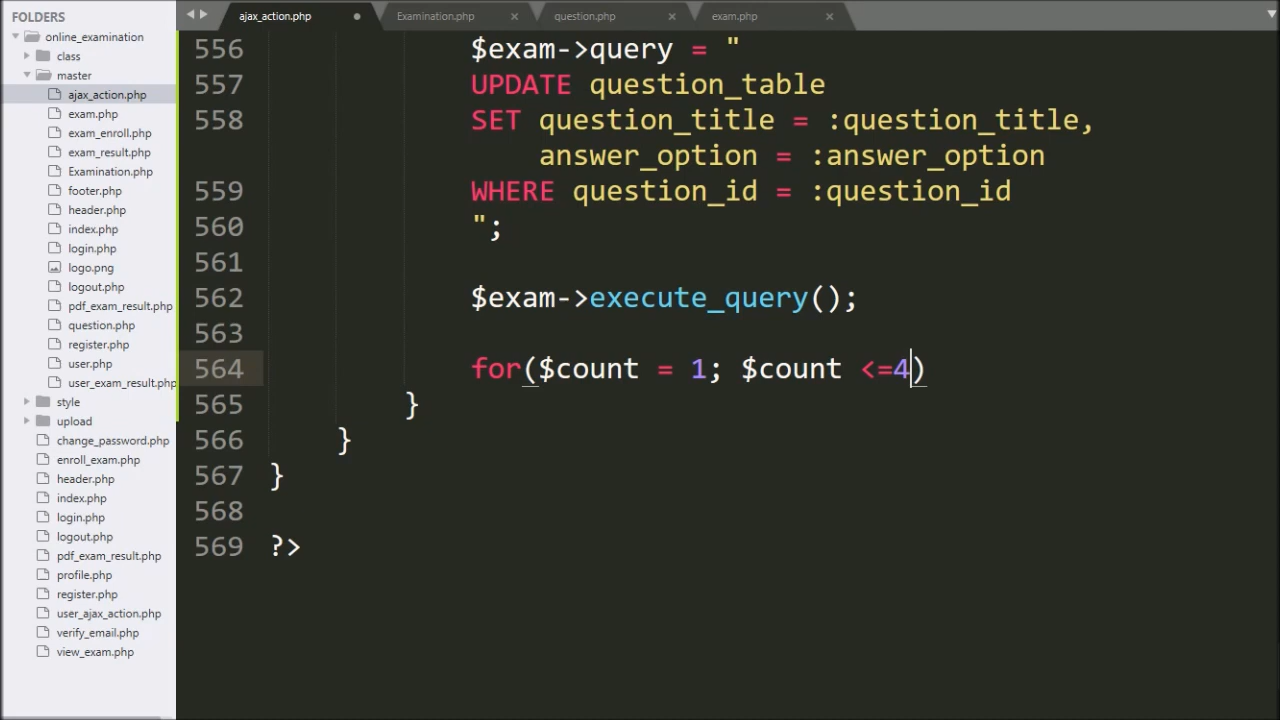 FOLDERS
online_examination
class
master
ajax_action.php
exam.php
exam_enroll.php
exam_result.php
Examination.php
footer.php
header.php
index.php
login.php
logo.png
logout.php
pdf_exam_result.php
question.php
register.php
user.php
user_exam_result.php
style
upload
change_password.php
enroll_exam.php
header.php
index.php
login.php
logout.php
pdf_exam_result.php
profile.php
register.php
user_ajax_action.php
verify_email.php
view_exam.php
ajax_action.php Examination.php question.php exam.php
556 $exam->query = "
557 UPDATE question_table
558 SET question_title = :question_title,
answer_option = :answer_option
559 WHERE question_id = :question_id
560 ";
561
562 $exam->execute_query();
563
564 for($count = 1; $count <=4)
565 }
566 }
567 }
568
569 ?>